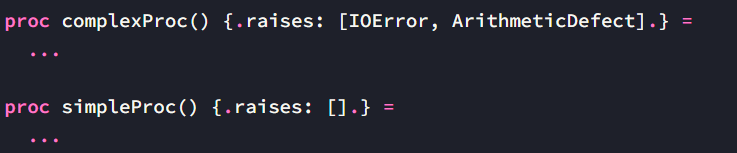 proc complexProc() {.raises: [IOError, ArithmeticDefect].} =
  ...
proc simpleProc() {.raises: [].} =
  ...